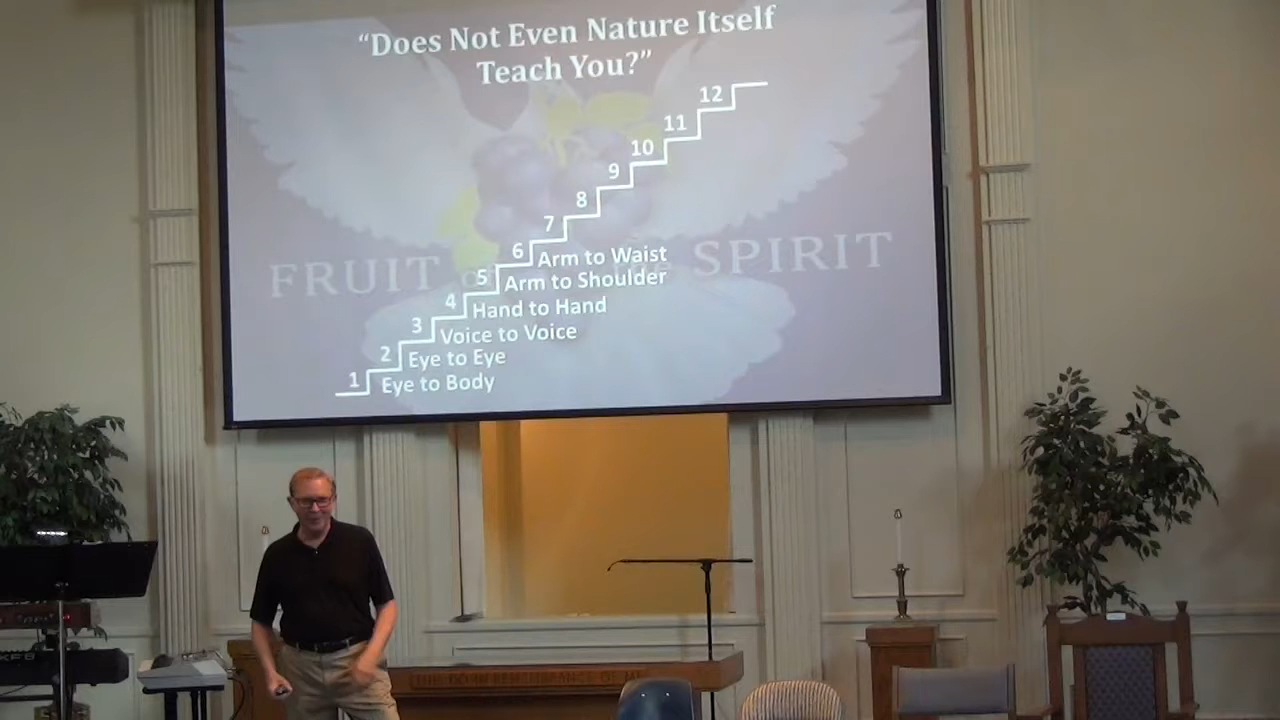 “Does Not Even Nature Itself
Teach You?”
12
11
10
9
8
7
6 Arm to Waist
FRUIT of the SPIRIT
5 Arm to Shoulder
4 Hand to Hand
3 Voice to Voice
2 Eye to Eye
1 Eye to Body